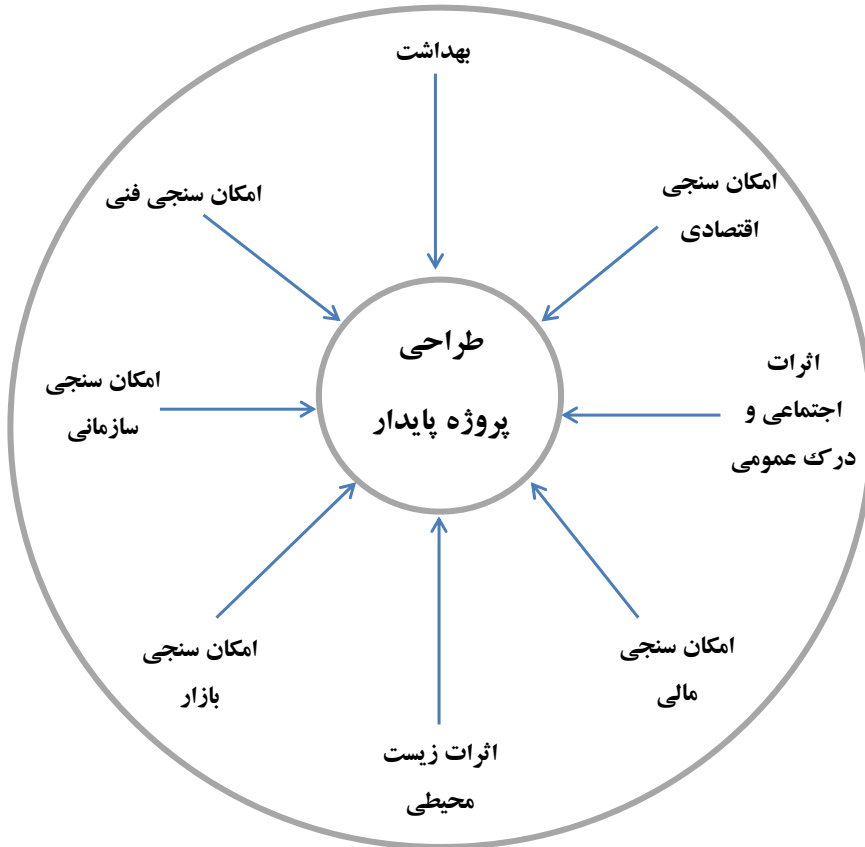 بهداشت
امکان سنجی
اقتصادی
امکان سنجی فنی
طراحی
پروژه پایدار
اثرات
اجتماعی و
درک عمومی
امکان سنجی
سازمانی
امکان سنجی
مالی
امکان سنجی
بازار
اثرات زیست
محیطی